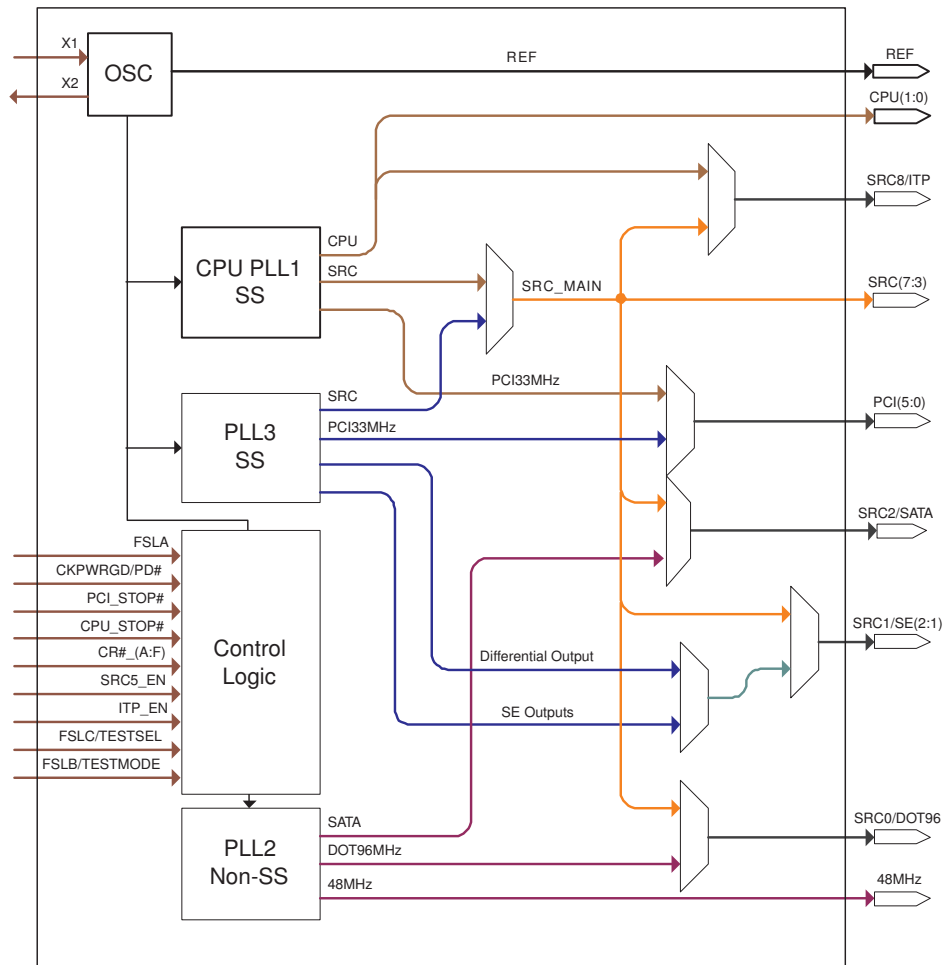 X1
OSC
X2
REF
REF
CPU(1:0)
SRC8/ITP
CPU
CPU PLL1
SS
SRC
SRC_MAIN
SRC(7:3)
PCI33MHz
SRC
PLL3
SS
PCI33MHz
PCI(5:0)
SRC2/SATA
FSLA
CKPWRGD/PD#
PCI_STOP#
CPU_STOP#
CR#_(A:F)
SRC5_EN
ITP_EN
FSLC/TESTSEL
FSLB/TESTMODE
Control
Logic
Differential Output
SE Outputs
SRC1/SE(2:1)
SATA
PLL2
Non-SS
DOT96MHz
48MHz
SRC0/DOT96
48MHz